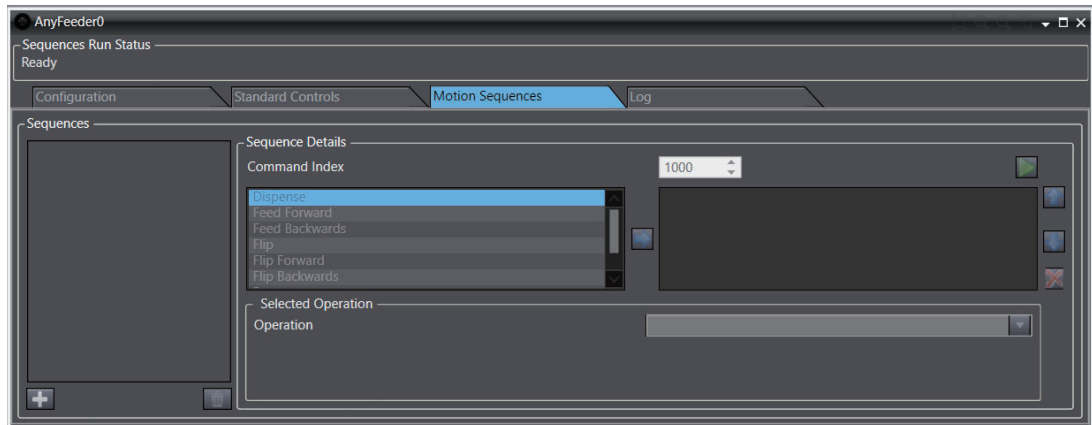 AnyFeeder0
Sequences Run Status
Ready
Configuration
Standard Controls
Motion Sequences
Log
Sequences
Sequence Details
Command Index
1000
Dispense
Feed Forward
Feed Backwards
Flip
Flip Forward
Flip Backwards
Selected Operation
Operation